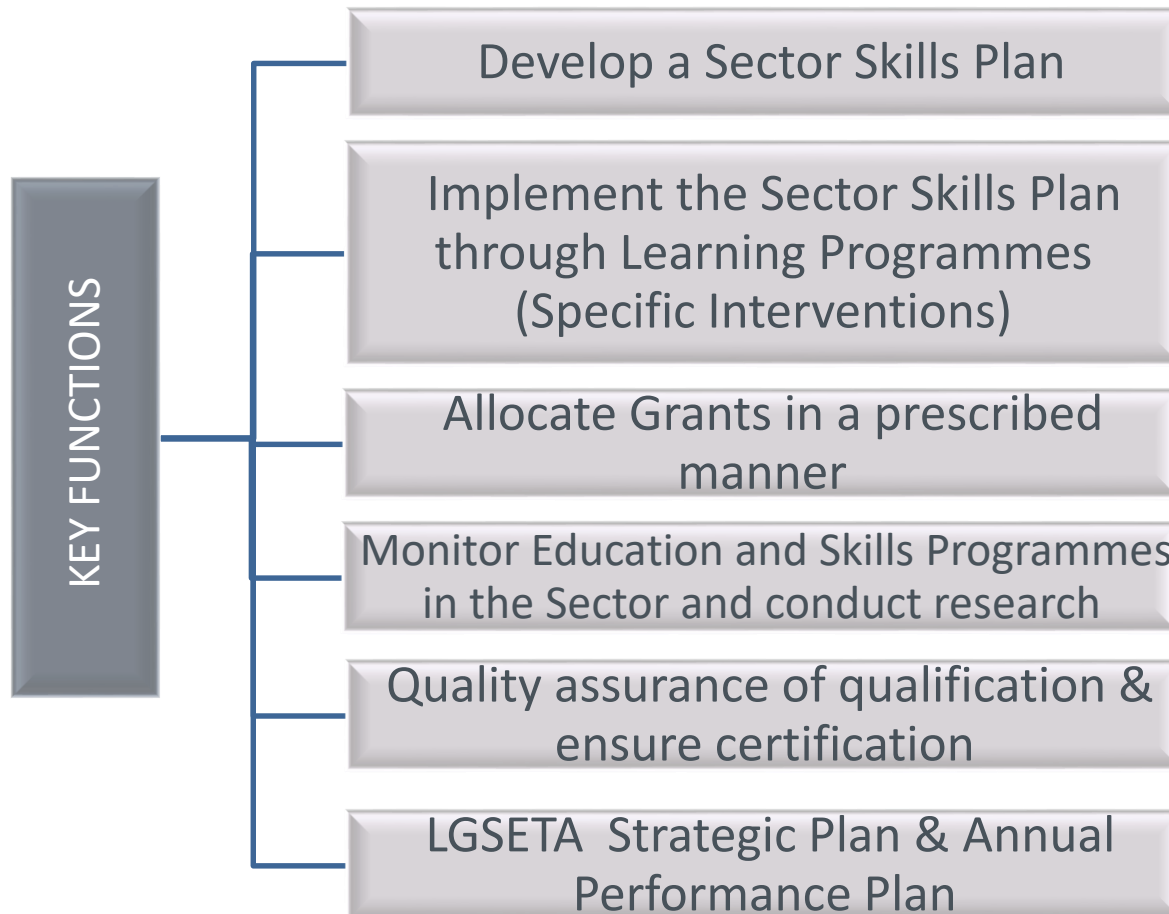 KEY FUNCTIONS
Develop a Sector Skills Plan
Implement the Sector Skills Plan
through Learning Programmes
(Specific Interventions)
Allocate Grants in a prescribed
manner
Monitor Education and Skills Programmes
in the Sector and conduct research
Quality assurance of qualification &
ensure certification
LGSETA  Strategic Plan & Annual
Performance Plan